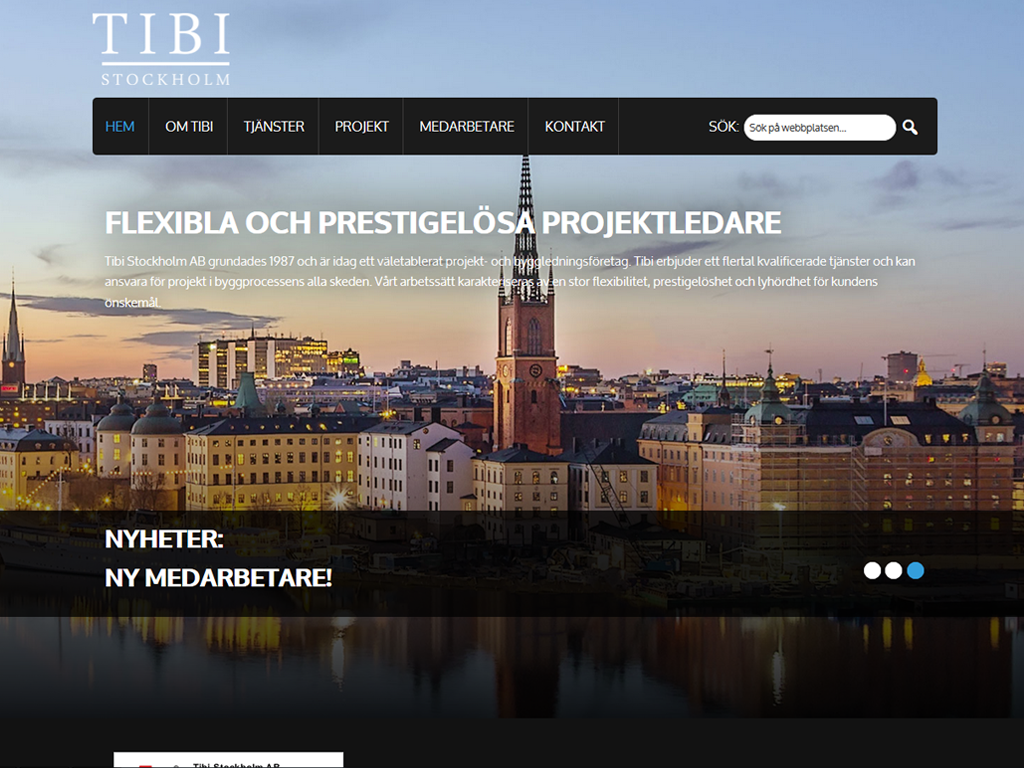 TIBI
STOCKHOLM
HEM OM TIBI TJÄNSTER PROJEKT MEDARBETARE KONTAKT SÖK: Sök på webbplatsen...
FLEXIBLA OCH PRESTIGELÖSA PROJEKTLEDARE
Tibi Stockholm AB grundades 1987 och är idag ett väletablerat projekt- och byggledningsföretag. Tibi erbjuder ett flertal kvalificerade tjänster och kan
ansvara för projekt i byggprocessens alla skeden. Vårt arbetssätt karakteriseras av en stor flexibilitet, prestigelöshet och lyhördhet för kundens
önskemål.
NYHETER:
NY MEDARBETARE!
Tibi Stockholm AB